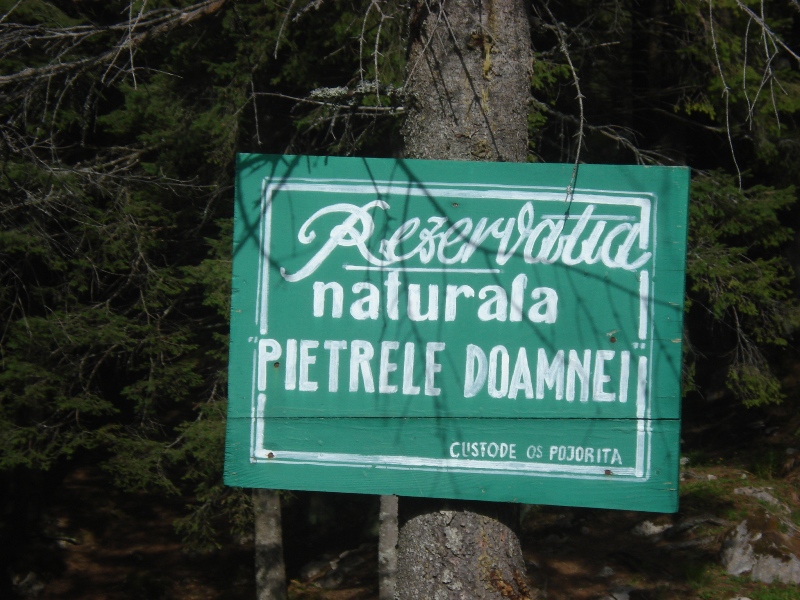 Rezervatia
naturala
"PIETRELE DOAMNEI"
CUSTODE OS POJORITA